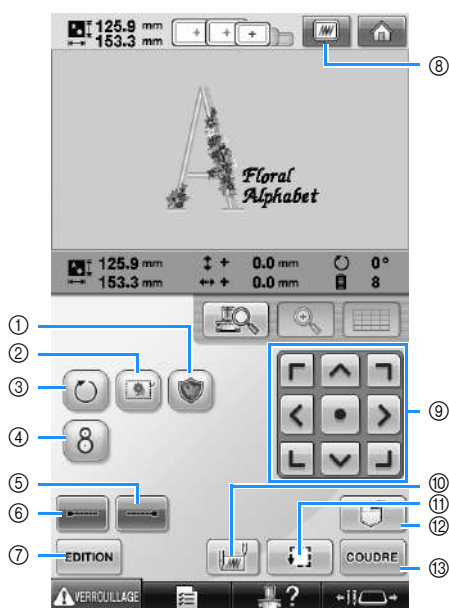 125.9 mm
153.3 mm
⑧
Floral
Alphabet
125.9 mm + 0.0 mm 0°
153.3 mm + 0.0 mm 8
①
②
③
④
⑤
⑥
⑦
⑨
⑩
⑪
⑫
⑬
EDITION
COUDRE
VERROUILLAGE
?